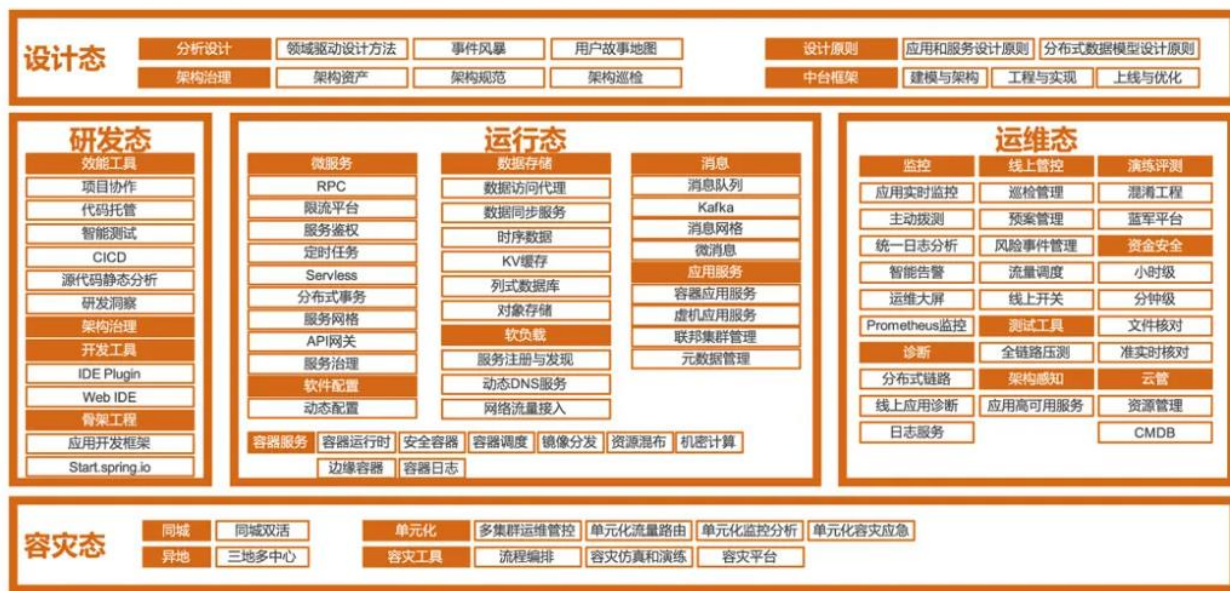 设计态
分析设计 领域驱动设计方法 事件风暴 用户故事地图 设计原则 应用和服务设计原则 分布式数据模型设计原则
架构治理 架构资产 架构规范 架构巡检 中台框架 建模与架构 工程与实现 上线与优化
研发态
效能工具
项目协作
代码托管
智能测试
CICD
源代码静态分析
研发洞察
架构治理
开发工具
IDE Plugin
Web IDE
骨架工程
应用开发框架
Start.spring.io
运行态
微服务
RPC
限流平台
服务鉴权
定时任务
Servless
分布式事务
服务网格
API网关
服务治理
软件配置
动态配置
数据存储
数据访问代理
数据同步服务
时序数据
KV缓存
列式数据库
对象存储
软负载
服务注册与发现
动态DNS服务
网络流量接入
消息
消息队列
Kafka
消息网格
微消息
应用服务
容器应用服务
虚机应用服务
联邦集群管理
元数据管理
容器服务 容器运行时 安全容器 容器调度 镜像分发 资源混布 机密计算
边缘容器 容器日志
运维态
监控
应用实时监控
主动拨测
统一日志分析
智能告警
运维大屏
Prometheus监控
诊断
分布式链路
线上应用诊断
日志服务
线上管控
巡检管理
预案管理
风险事件管理
流量调度
线上开关
测试工具
全链路压测
架构感知
应用高可用服务
演练评测
混淆工程
蓝军平台
资金安全
小时级
分钟级
文件核对
准实时核对
云管
资源管理
CMDB
容灾态
同城 同城双活 单元化 多集群运维管控 单元化流量路由 单元化监控分析 单元化容灾应急
异地 三地多中心 容灾工具 流程编排 容灾仿真和演练 容灾平台